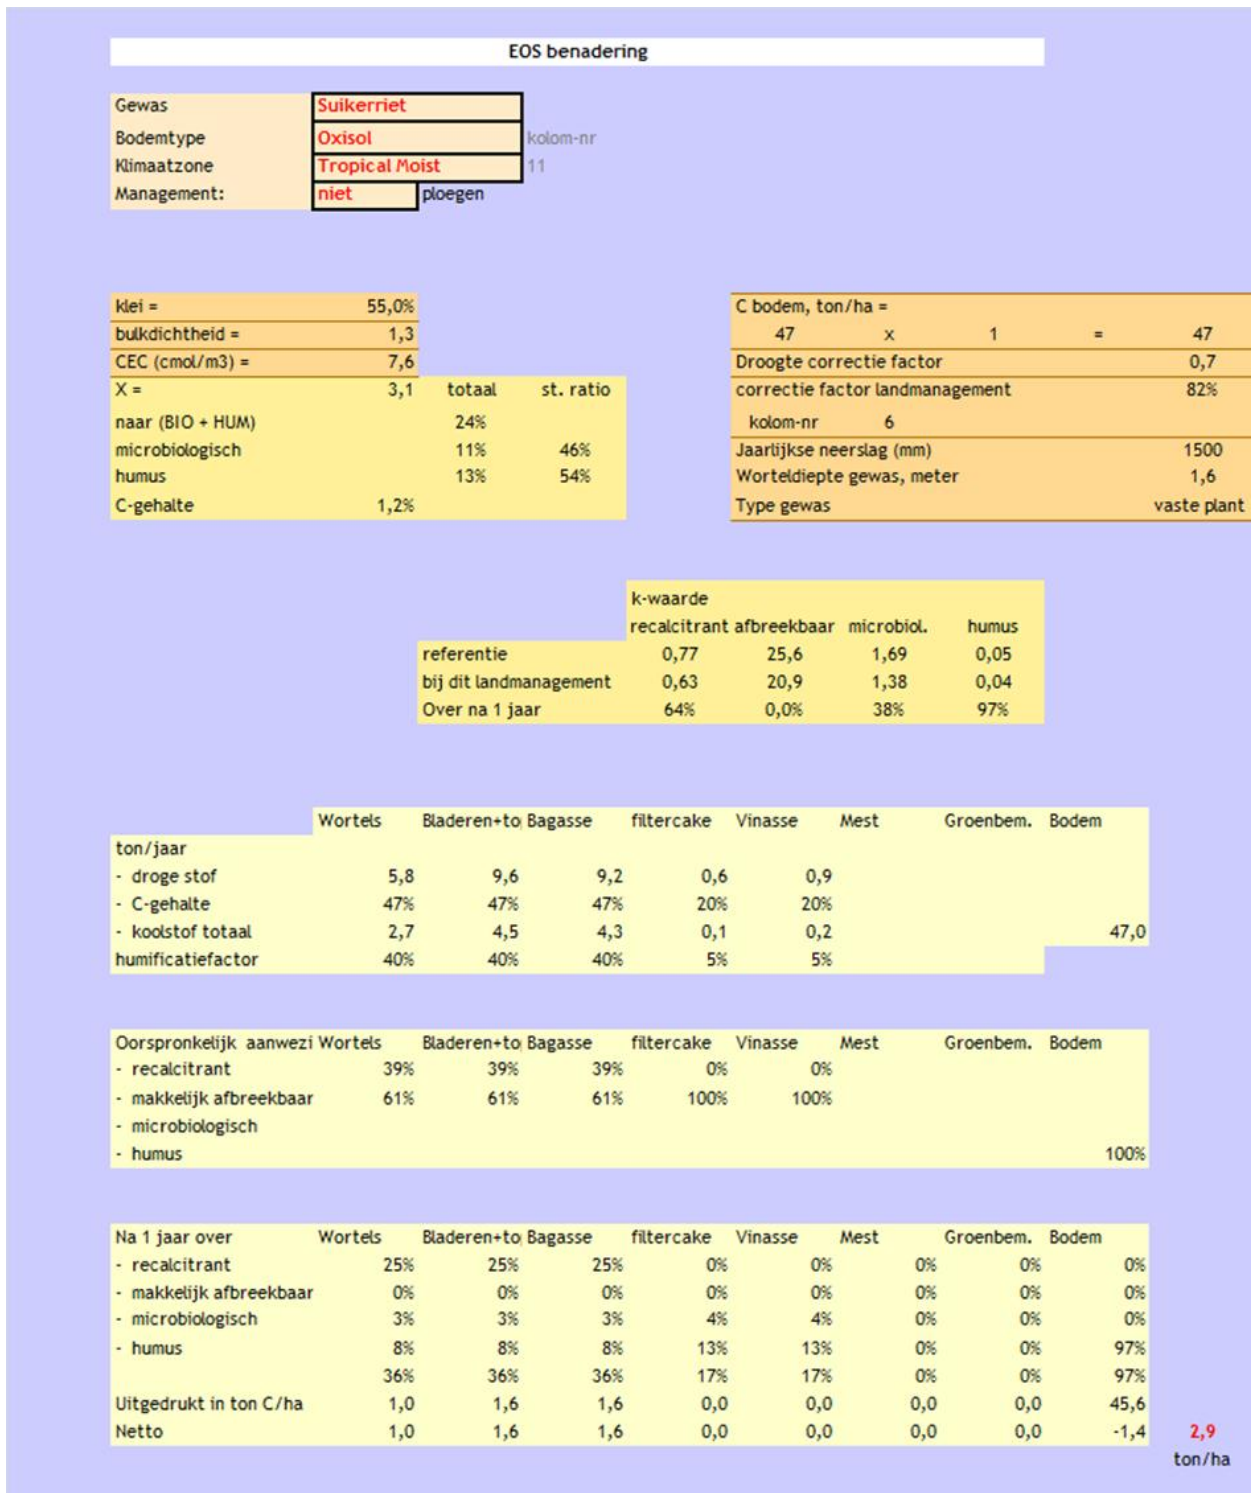 EOS benadering
Gewas Suikerriet
Bodemtype Oxisol kolom-nr
Klimaatzone Tropical Moist 11
Management: niet ploegen
klei = 55,0% C bodem, ton/ha =
bulkdichtheid = 1,3 47 x 1 = 47
CEC (cmol/m3) = 7,6 Droogte correctie factor 0,7
X = 3,1 totaal st. ratio correctie factor landmanagement 82%
naar (BIO + HUM) 24% kolom-nr 6
microbiologisch 11% 46% Jaarlijkse neerslag (mm) 1500
humus 13% 54% Worteldiepte gewas, meter 1,6
C-gehalte 1,2% Type gewas vaste plant
k-waarde
recalcitrant afbreekbaar microbiol. humus
referentie 0,77 25,6 1,69 0,05
bij dit landmanagement 0,63 20,9 1,38 0,04
Over na 1 jaar 64% 0,0% 38% 97%
Wortels Bladeren+to Bagasse filtercake Vinasse Mest Groenbem. Bodem
ton/jaar
- droge stof 5,8 9,6 9,2 0,6 0,9
- C-gehalte 47% 47% 47% 20% 20%
- koolstof totaal 2,7 4,5 4,3 0,1 0,2 47,0
humificatiefactor 40% 40% 40% 5% 5%
Oorspronkelijk aanwezi Wortels Bladeren+to Bagasse filtercake Vinasse Mest Groenbem. Bodem
- recalcitrant 39% 39% 39% 0% 0%
- makkelijk afbreekbaar 61% 61% 61% 100% 100%
- microbiologisch
- humus 100%
Na 1 jaar over Wortels Bladeren+to Bagasse filtercake Vinasse Mest Groenbem. Bodem
- recalcitrant 25% 25% 25% 0% 0% 0% 0% 0%
- makkelijk afbreekbaar 0% 0% 0% 0% 0% 0% 0% 0%
- microbiologisch 3% 3% 3% 4% 4% 0% 0% 0%
- humus 8% 8% 8% 13% 13% 0% 0% 97%
36% 36% 36% 17% 17% 0% 0% 97%
Uitgedrukt in ton C/ha 1,0 1,6 1,6 0,0 0,0 0,0 0,0 45,6
Netto 1,0 1,6 1,6 0,0 0,0 0,0 0,0 -1,4 2,9
ton/ha